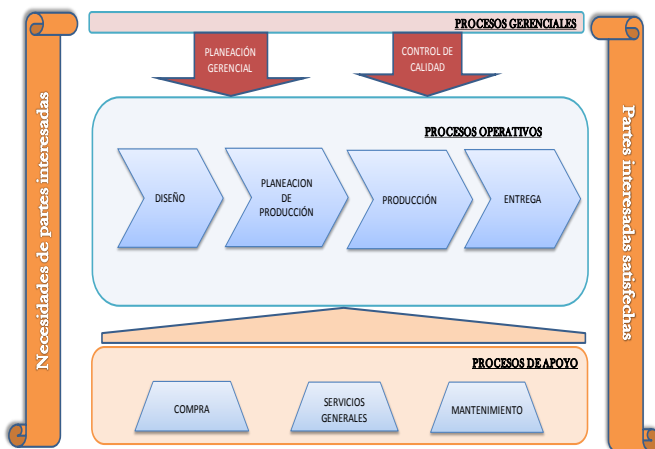 PROCESOS GERENCIALES
PLANEACIÓN
GERENCIAL
CONTROL DE
CALIDAD
Necesidades de partes interesadas
PROCESOS OPERATIVOS
DISEÑO
PLANEACION
DE
PRODUCCIÓN
PRODUCCIÓN
ENTREGA
Partes interesadas satisfechas
PROCESOS DE APOYO
COMPRA
SERVICIOS
GENERALES
MANTENIMIENTO